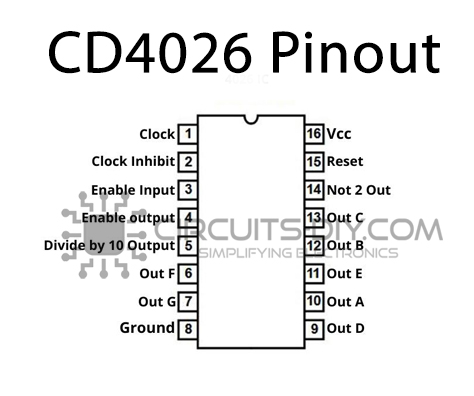 CD4026 Pinout
Clock 1
Clock Inhibit 2
Enable Input 3
Enable output 4
Divide by 10 Output 5
Out F 6
Out G 7
Ground 8
16 Vcc
15 Reset
14 Not 2 Out
13 Out C
12 Out B
11 Out E
10 Out A
9 Out D
CIRCUITS-DIY.COM
SIMPLIFYING ELECTRONICS